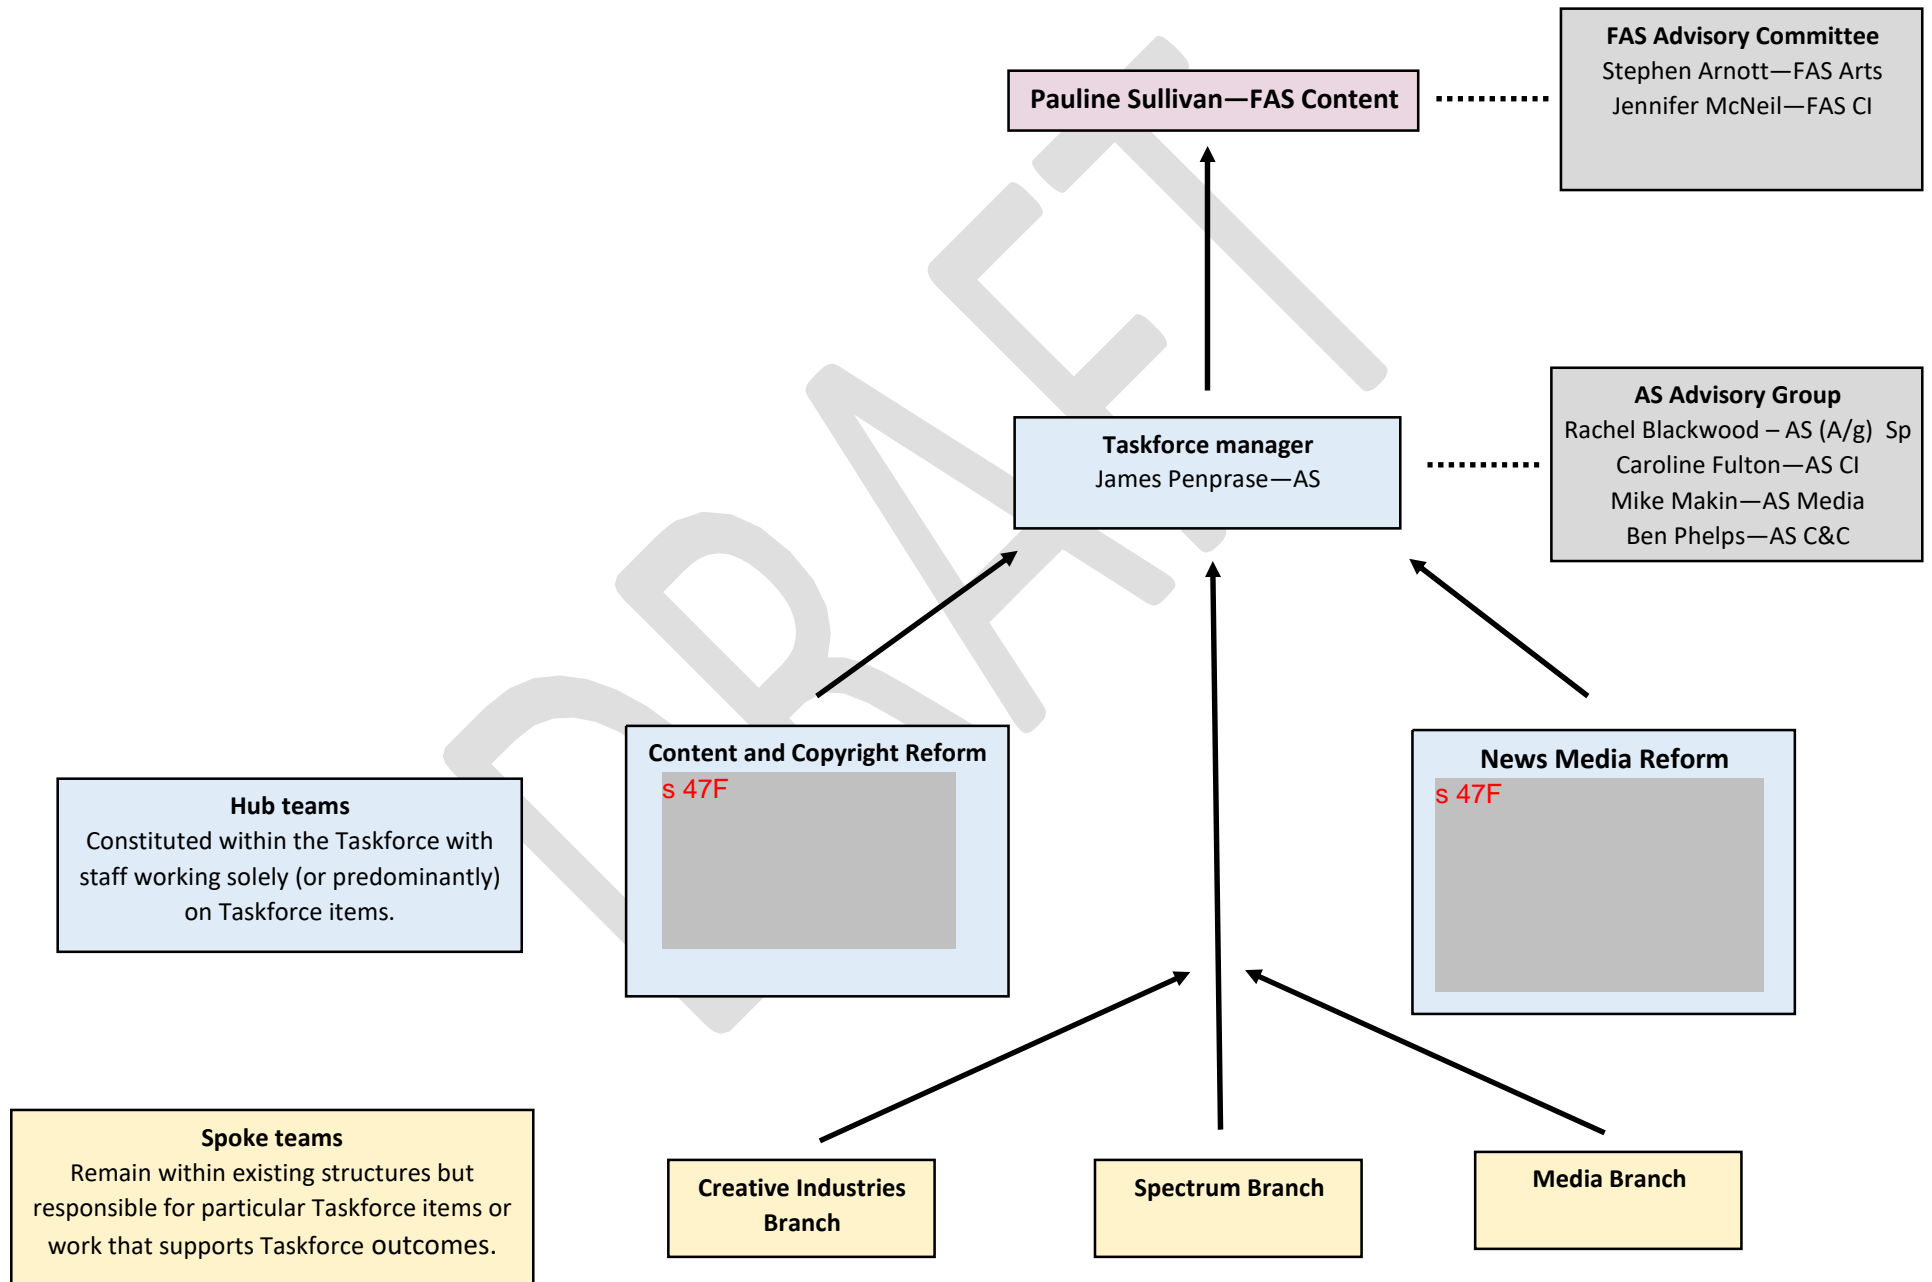 FAS Advisory Committee
Stephen Arnott—FAS Arts
Jennifer McNeil—FAS CI
Pauline Sullivan—FAS Content
AS Advisory Group
Rachel Blackwood – AS (A/g)  Sp
Caroline Fulton—AS CI
Mike Makin—AS Media
Ben Phelps—AS C&C
Taskforce manager
James Penprase—AS
DRAFT
Content and Copyright Reform
s 47F
News Media Reform
s 47F
Hub teams
Constituted within the Taskforce with
staff working solely (or predominantly)
on Taskforce items.
Spoke teams
Remain within existing structures but
responsible for particular Taskforce items or
work that supports Taskforce outcomes.
Creative Industries
Branch
Spectrum Branch
Media Branch